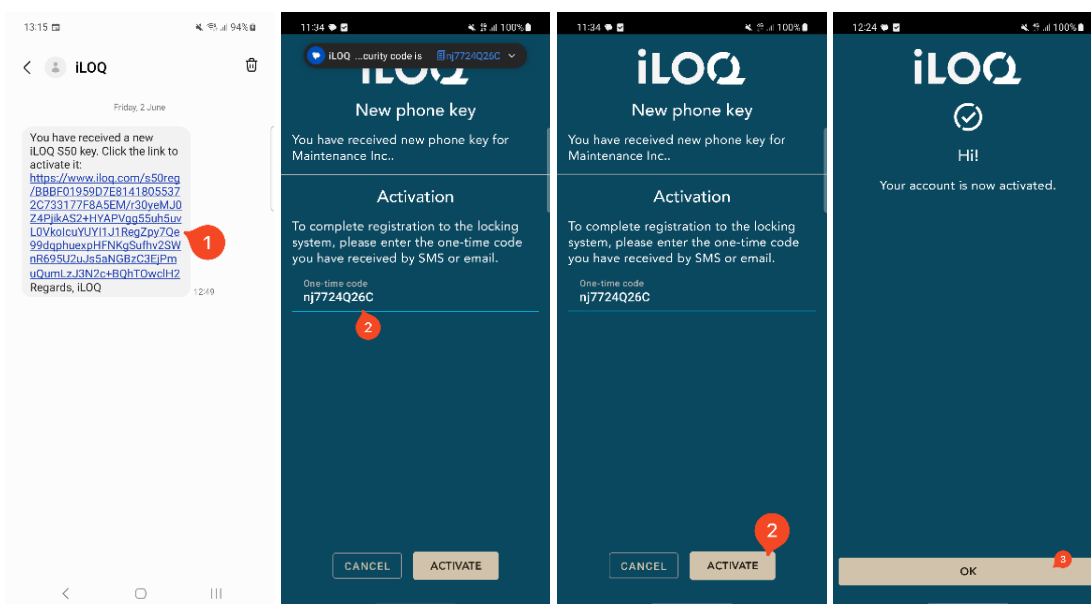 13:15
94%
iLOQ
Friday, 2 June
You have received a new
iLOQ S50 key. Click the link to
activate it:
https://www.iloq.com/s50reg
/BBBF01959D7E8141805537
2C733177F8A5EM/r30yeMJ0
Z4PjikAS2+HYAPVgg55uh5uv
L0VkolcuYUYI1J1RegZpy7Qe
99dqphuexpHFNKgSufhv2SW
nR695U2uJs5aNGBzC3EjPm
uQumLzJ3N2c+BQhTOwclH2
Regards, iLOQ
12:49
1
11:34
100%
iLOQ ...curity code is nj7724Q26C
iLOQ
New phone key
You have received new phone key for
Maintenance Inc..
Activation
To complete registration to the locking
system, please enter the one-time code
you have received by SMS or email.
One-time code
nj7724Q26C
2
CANCEL
ACTIVATE
11:34
100%
iLOQ
New phone key
You have received new phone key for
Maintenance Inc..
Activation
To complete registration to the locking
system, please enter the one-time code
you have received by SMS or email.
One-time code
nj7724Q26C
2
CANCEL
ACTIVATE
12:24
100%
iLOQ
Hi!
Your account is now activated.
3
OK